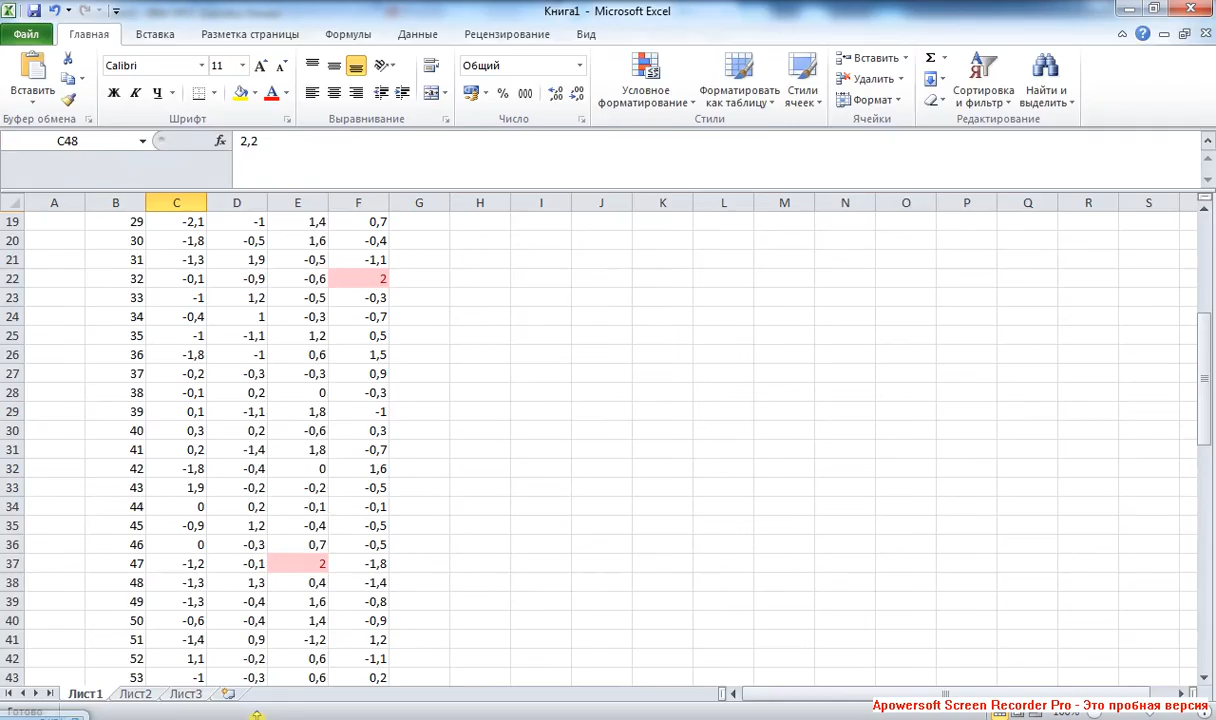 Книга1 - Microsoft Excel
Файл Главная Вставка Разметка страницы Формулы Данные Рецензирование Вид
Вставить
Буфер обмена
Calibri 11
Ж К Ч
Шрифт
Выравнивание
Общий
% 000
Число
Условное форматирование
Форматировать как таблицу
Стили ячеек
Стили
Вставить
Удалить
Формат
Ячейки
Σ
Сортировка и фильтр
Найти и выделить
Редактирование
C48 fx 2,2
A B C D E F G H I J K L M N O P Q R S
19 29 -2,1 -1 1,4 0,7
20 30 -1,8 -0,5 1,6 -0,4
21 31 -1,3 1,9 -0,5 -1,1
22 32 -0,1 -0,9 -0,6 2
23 33 -1 1,2 -0,5 -0,3
24 34 -0,4 1 -0,3 -0,7
25 35 -1 -1,1 1,2 0,5
26 36 -1,8 -1 0,6 1,5
27 37 -0,2 -0,3 -0,3 0,9
28 38 -0,1 0,2 0 -0,3
29 39 0,1 -1,1 1,8 -1
30 40 0,3 0,2 -0,6 0,3
31 41 0,2 -1,4 1,8 -0,7
32 42 -1,8 -0,4 0 1,6
33 43 1,9 -0,2 -0,2 -0,5
34 44 0 0,2 -0,1 -0,1
35 45 -0,9 1,2 -0,4 -0,5
36 46 0 -0,3 0,7 -0,5
37 47 -1,2 -0,1 2 -1,8
38 48 -1,3 1,3 0,4 -1,4
39 49 -1,3 -0,4 1,6 -0,8
40 50 -0,6 -0,4 1,4 -0,9
41 51 -1,4 0,9 -1,2 1,2
42 52 1,1 -0,2 0,6 -1,1
43 53 -1 -0,3 0,6 0,2
Лист1 Лист2 Лист3
Apowersoft Screen Recorder Pro - Это пробная версия
Готово 100%